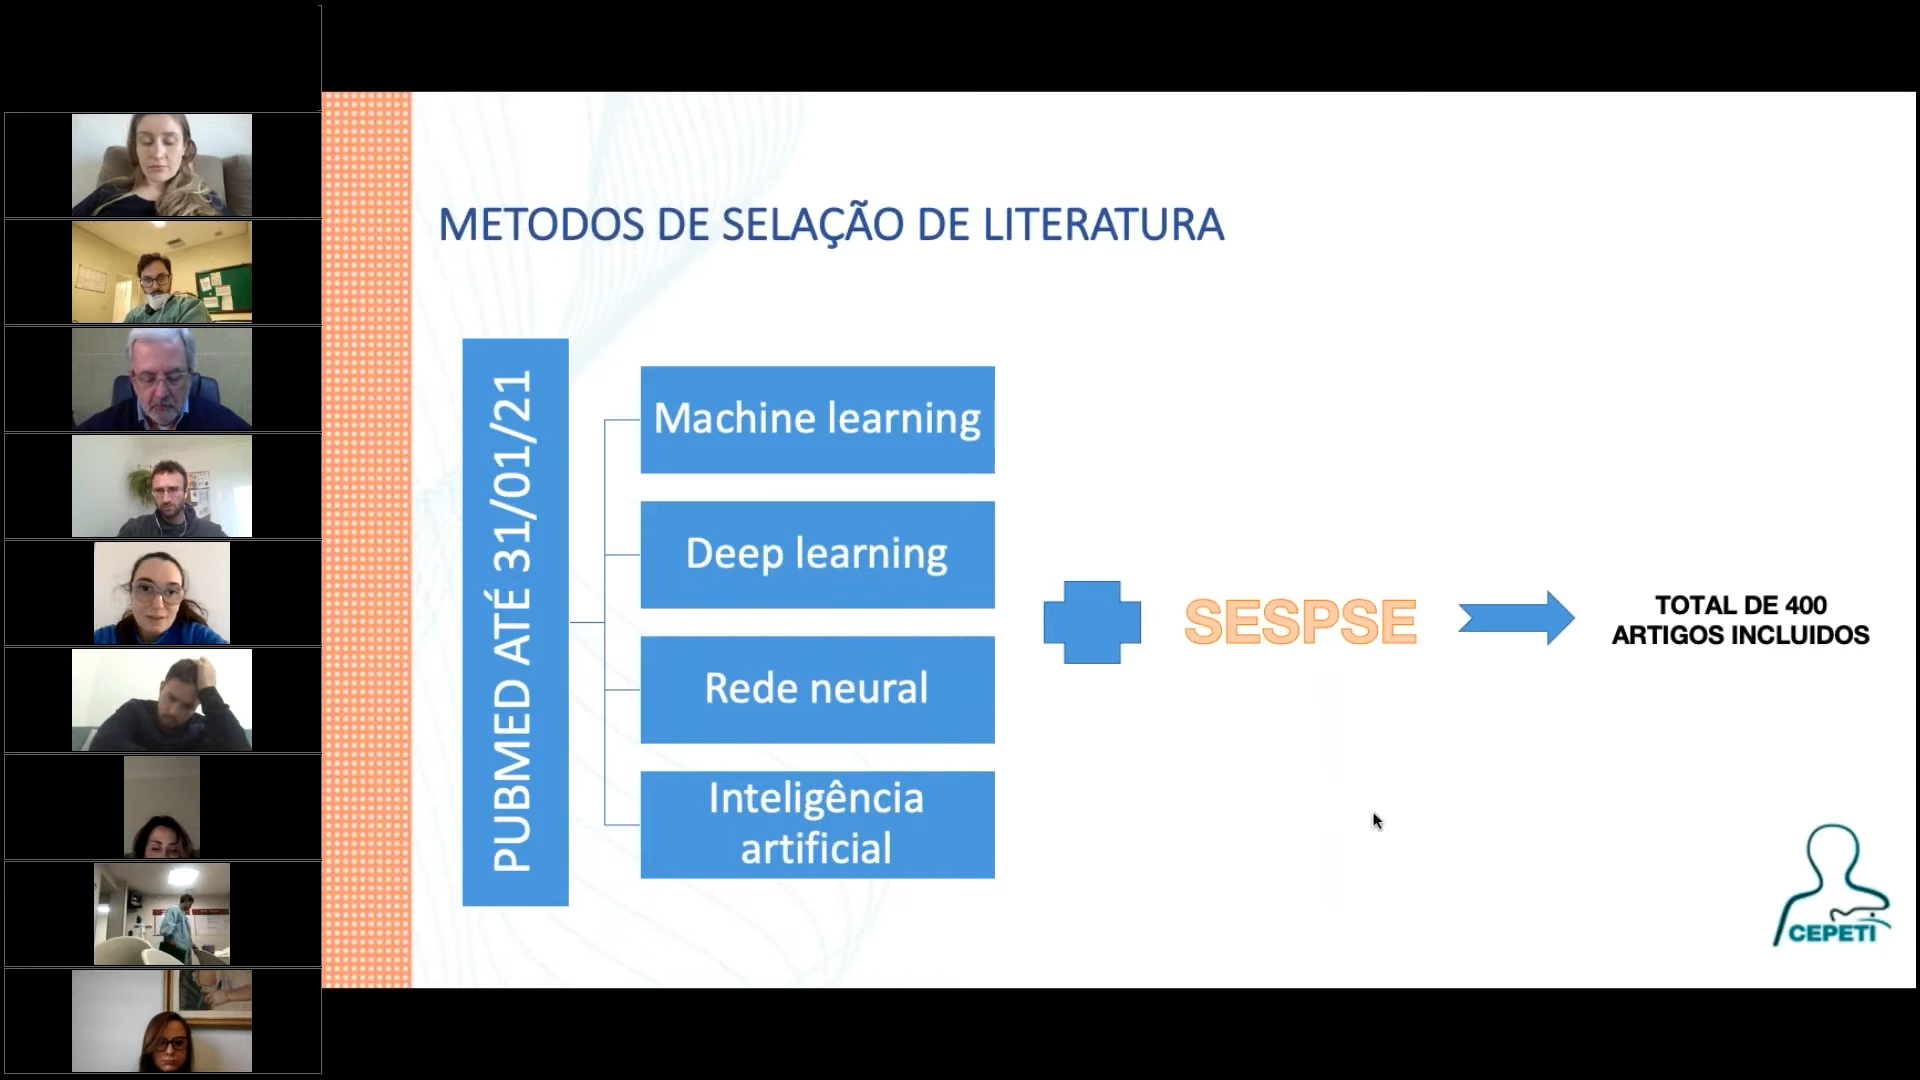 METODOS DE SELAÇÃO DE LITERATURA
PUBMED ATÉ 31/01/21
Machine learning
Deep learning
Rede neural
Inteligência
artificial
SESPSE
TOTAL DE 400
ARTIGOS INCLUIDOS
CEPETI